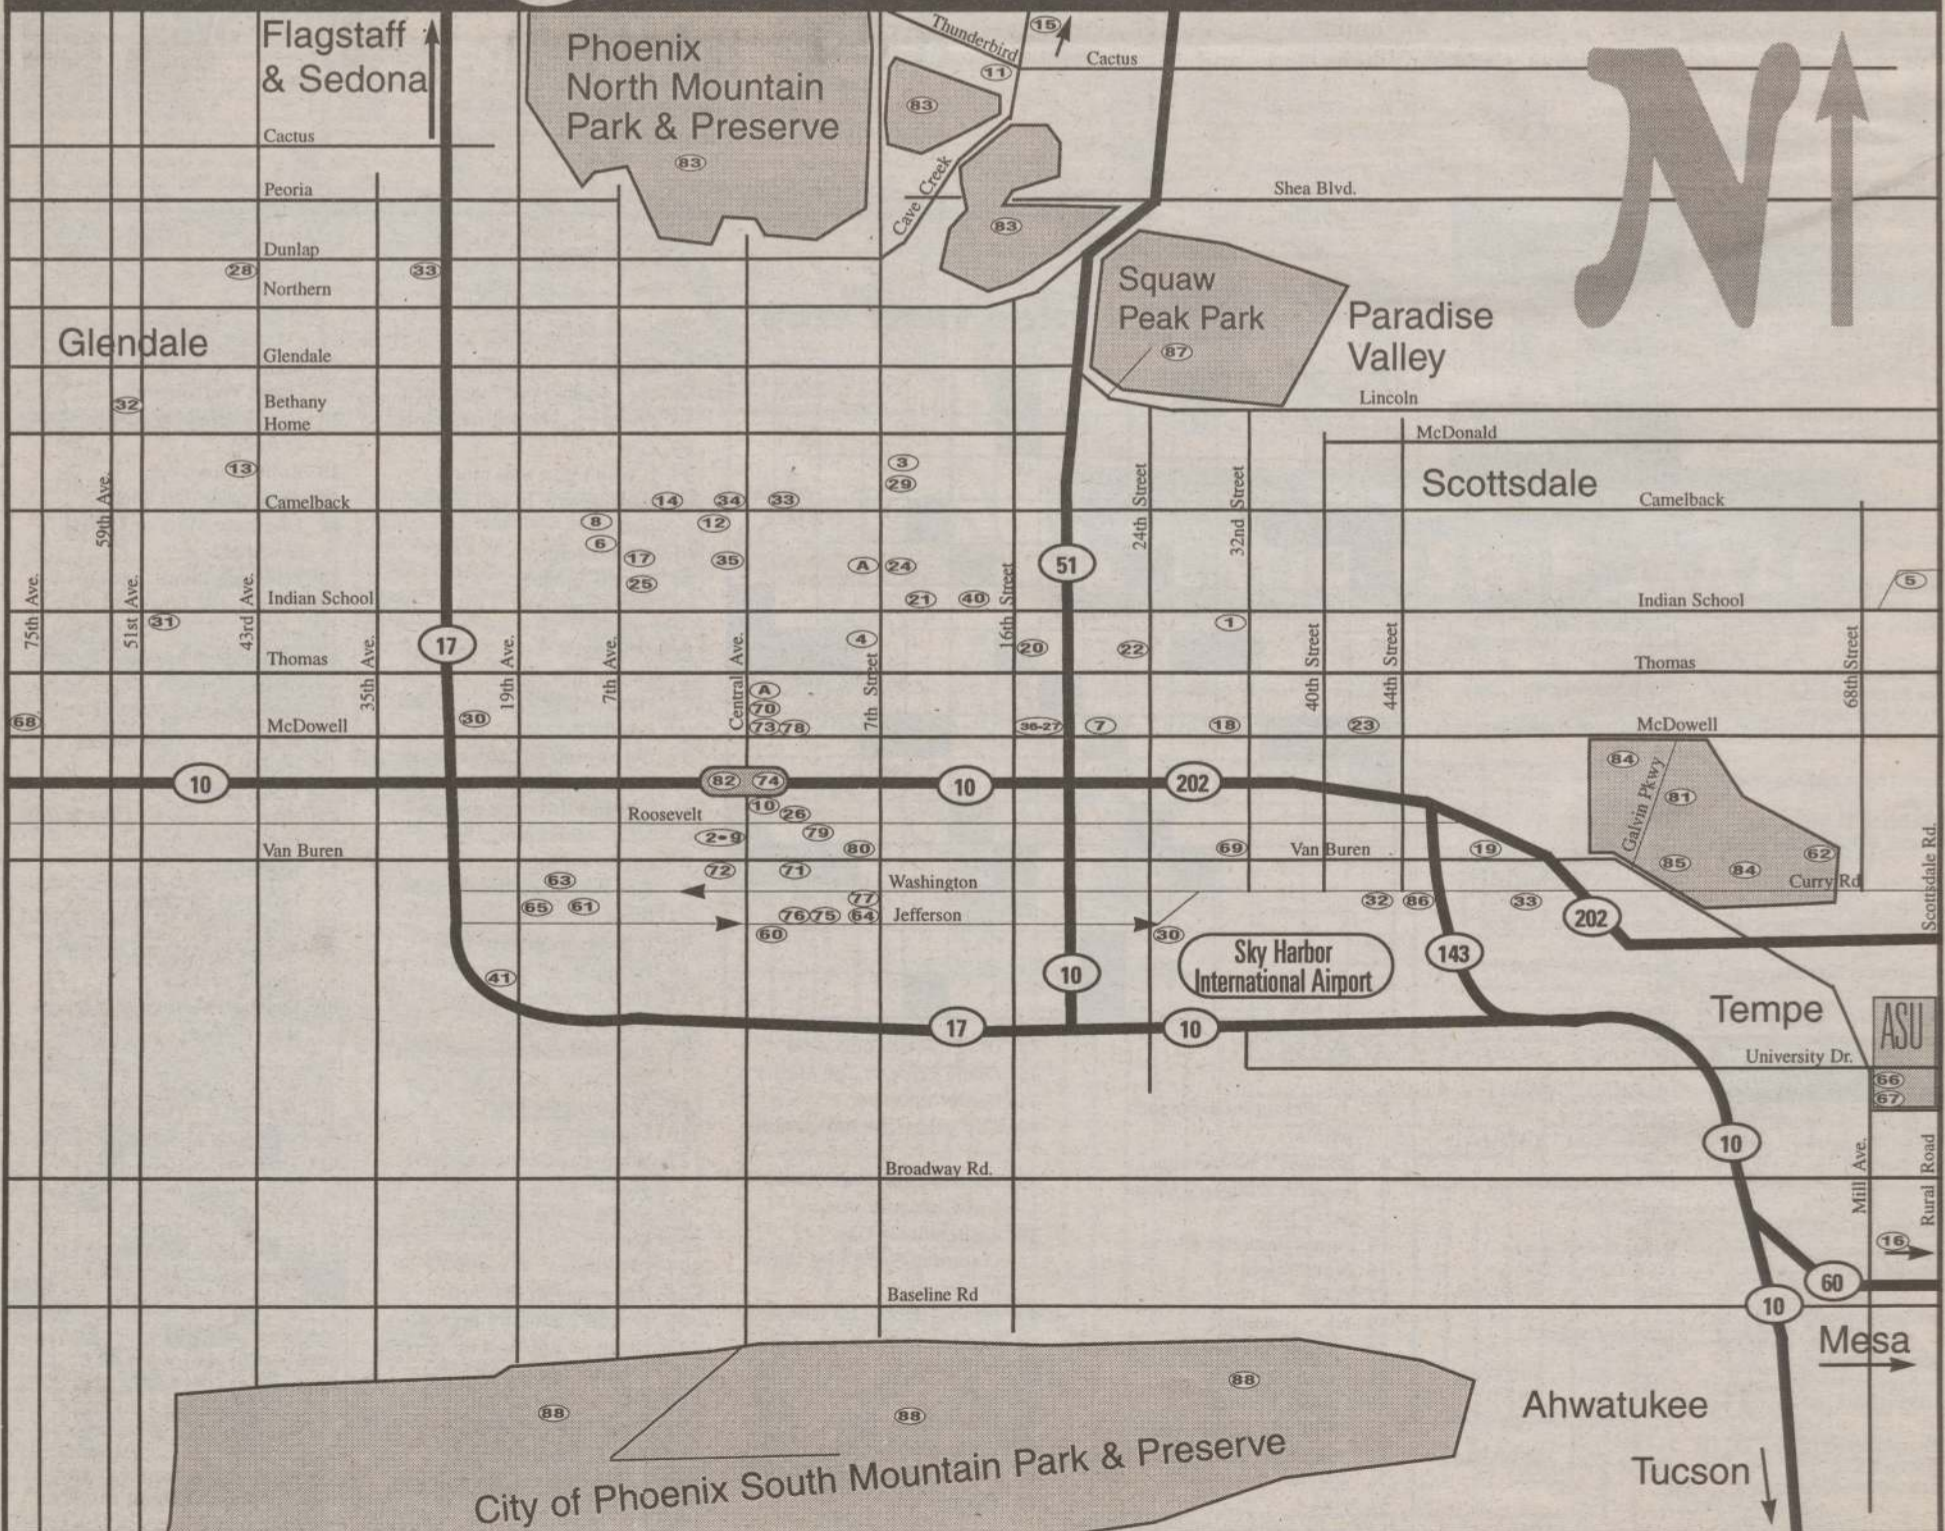 Flagstaff
& Sedona
Phoenix
North Mountain
Park & Preserve
83
Thunderbird
15
11
Cactus
83
Cactus
Peoria
Cave Creek
83
Shea Blvd.
N
Dunlap
28
33
Northern
Squaw
Peak Park
87
Paradise
Valley
Glendale
Glendale
32
Bethany
Home
Lincoln
McDonald
13
3
29
Scottsdale
Camelback
14
34
33
Camelback
59th Ave.
8
12
6
17
35
25
A
24
51
24th Street
32nd Street
5
75th Ave.
51st Ave.
43rd Ave.
Indian School
21
40
16th Street
Indian School
31
17
4
1
20
22
35th Ave.
19th Ave.
7th Ave.
Central Ave.
7th Street
40th Street
44th Street
68th Street
Thomas
Thomas
A
70
68
McDowell
30
73
78
36-27
7
18
23
McDowell
10
82
74
10
202
84
81
Galvin Pkwy
Roosevelt
10
26
2-9
79
80
Van Buren
69
Van Buren
19
85
84
62
Curry Rd
Scottsdale Rd.
63
72
71
Washington
65
61
77
76
75
64
Jefferson
60
30
32
86
33
202
41
10
Sky Harbor
International Airport
143
17
10
Tempe
ASU
University Dr.
66
67
10
Broadway Rd.
Mill Ave.
Rural Road
16
60
Baseline Rd
10
Mesa
88
88
88
Ahwatukee
City of Phoenix South Mountain Park & Preserve
Tucson